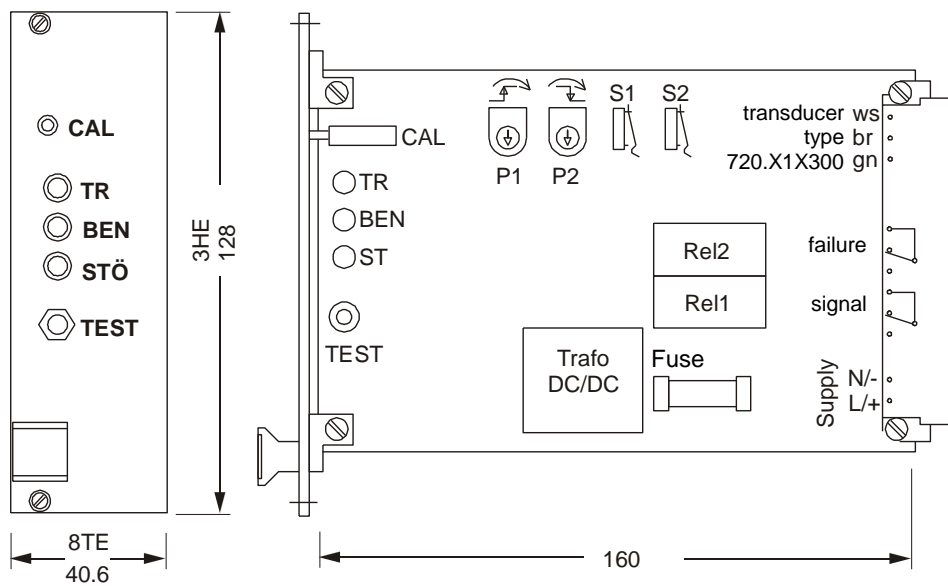 CAL
TR
BEN
STÖ
TEST
3HE
128
8TE
40.6
CAL
TR
BEN
ST
TEST
P1
P2
S1
S2
transducer ws
type br
720.X1X300 gn
Rel2
Rel1
failure
signal
Trafo
DC/DC
Fuse
Supply
N/-
L/+
160